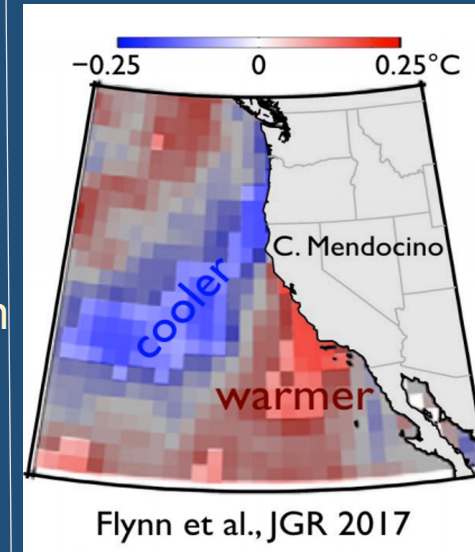 −0.25 0 0.25°C
C. Mendocino
cooler
warmer
n
Flynn et al., JGR 2017